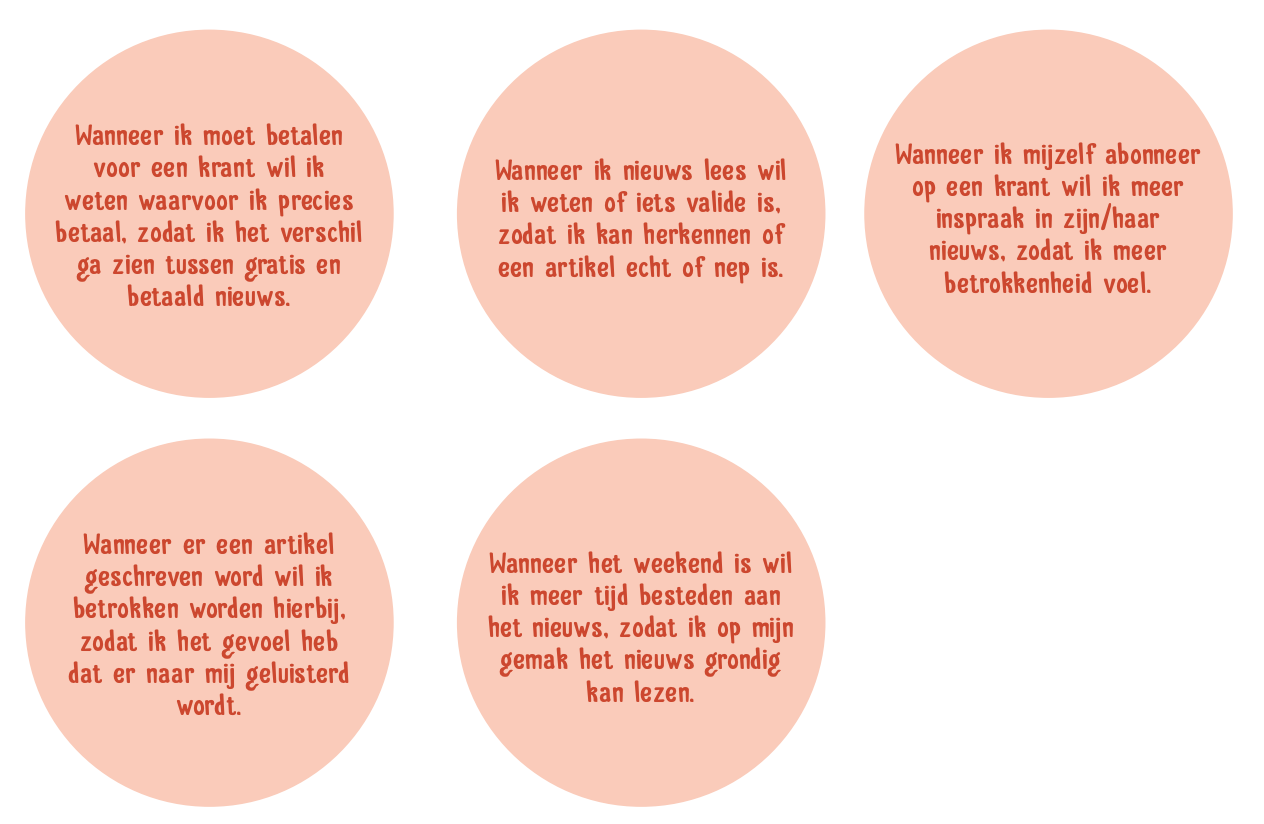 Wanneer ik moet betalen
voor een krant wil ik
weten waarvoor ik precies
betaal, zodat ik het verschil
ga zien tussen gratis en
betaald nieuws.
Wanneer ik nieuws lees wil
ik weten of iets valide is,
zodat ik kan herkennen of
een artikel echt of nep is.
Wanneer ik mijzelf abonneer
op een krant wil ik meer
inspraak in zijn/haar
nieuws, zodat ik meer
betrokkenheid voel.
Wanneer er een artikel
geschreven word wil ik
betrokken worden hierbij,
zodat ik het gevoel heb
dat er naar mij geluisterd
wordt.
Wanneer het weekend is wil
ik meer tijd besteden aan
het nieuws, zodat ik op mijn
gemak het nieuws grondig
kan lezen.